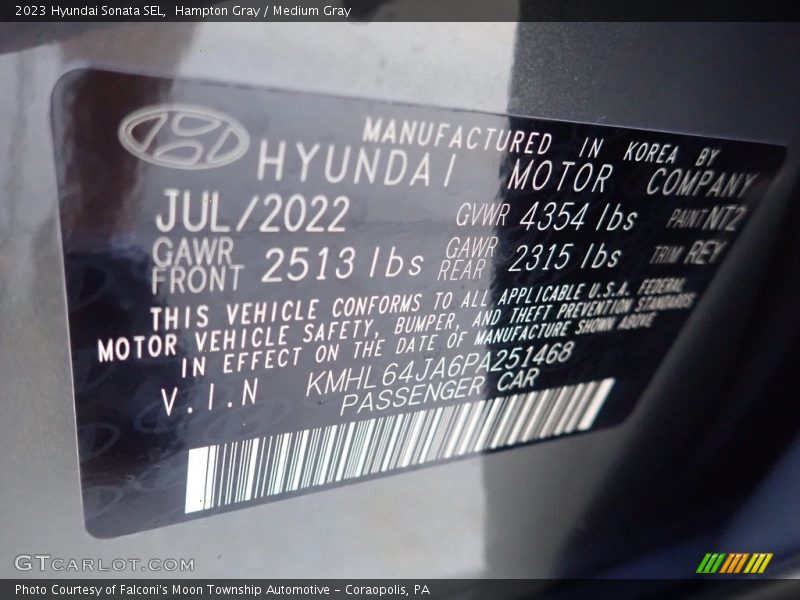 2023 Hyundai Sonata SEL,  Hampton Gray / Medium Gray
MANUFACTURED IN KOREA BY
HYUNDAI MOTOR COMPANY
JUL/2022 GVWR 4354 lbs PAINT NT2
GAWR FRONT 2513 lbs GAWR REAR 2315 lbs TRIM REY
THIS VEHICLE CONFORMS TO ALL APPLICABLE U.S.A. FEDERAL
MOTOR VEHICLE SAFETY, BUMPER, AND THEFT PREVENTION STANDARDS
IN EFFECT ON THE DATE OF MANUFACTURE SHOWN ABOVE
V.I.N KMHL64JA6PA251468
PASSENGER CAR
GTCARLOT.COM
Photo Courtesy of Falconi's Moon Township Automotive – Coraopolis, PA